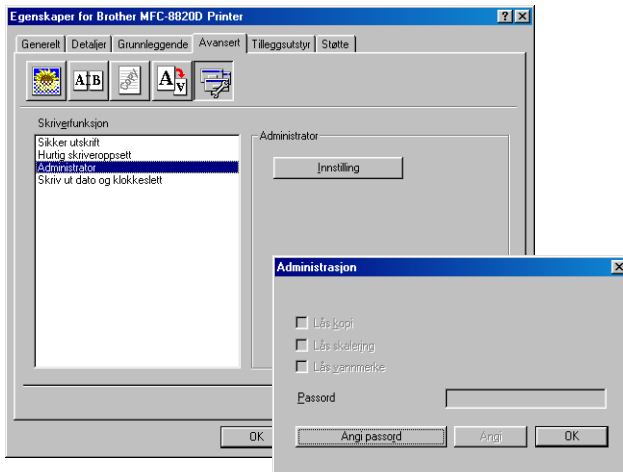 Egenskaper for Brother MFC-8820D Printer
Generelt Detaljer Grunnleggende Avansert Tilleggsutstyr Støtte
Skriverfunksjon
Sikker utskrift
Hurtig skriveroppsett
Administrator
Skriv ut dato og klokkeslett
Administrator
Innstilling
OK
Administrasjon
Lås kopi
Lås skalering
Lås vannmerke
Passord
Angi passord Angi OK